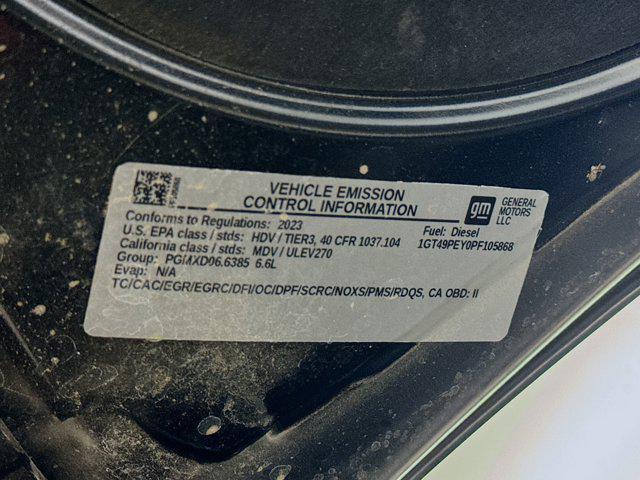 VEHICLE EMISSION
CONTROL INFORMATION
gm
GENERAL
MOTORS
LLC
Conforms to Regulations: 2023
U.S. EPA class / stds: HDV / TIER3, 40 CFR 1037.104
California class / stds: MDV / ULEV270
Group: PGMXD06.6385 6.6L
Evap: N/A
Fuel: Diesel
1GT49PEY0PF105868
TC/CAC/EGR/EGRC/DFI/OC/DPF/SCRC/NOXS/PMS/RDQS, CA OBD: II